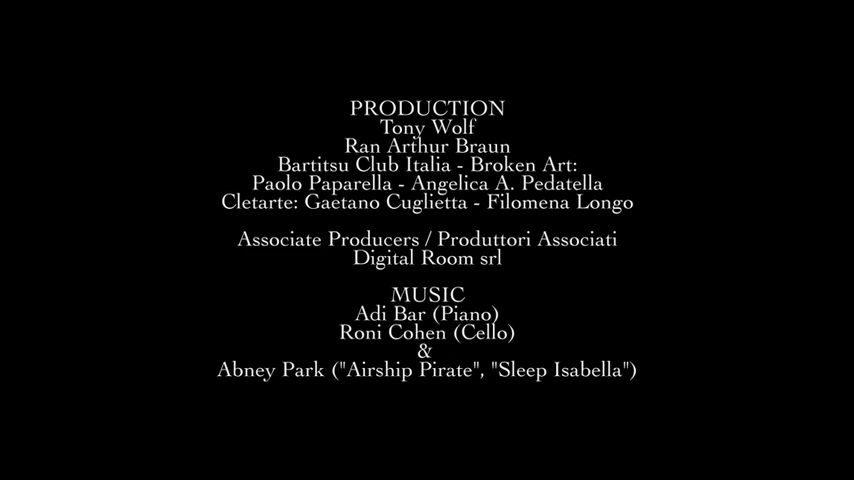 PRODUCTION
Tony Wolf
Ran Arthur Braun
Bartitsu Club Italia - Broken Art:
Paolo Paparella - Angelica A. Pedatella
Cletarte: Gaetano Cuglietta - Filomena Longo
Associate Producers / Produttori Associati
Digital Room srl
MUSIC
Adi Bar (Piano)
Roni Cohen (Cello)
&
Abney Park ("Airship Pirate", "Sleep Isabella")